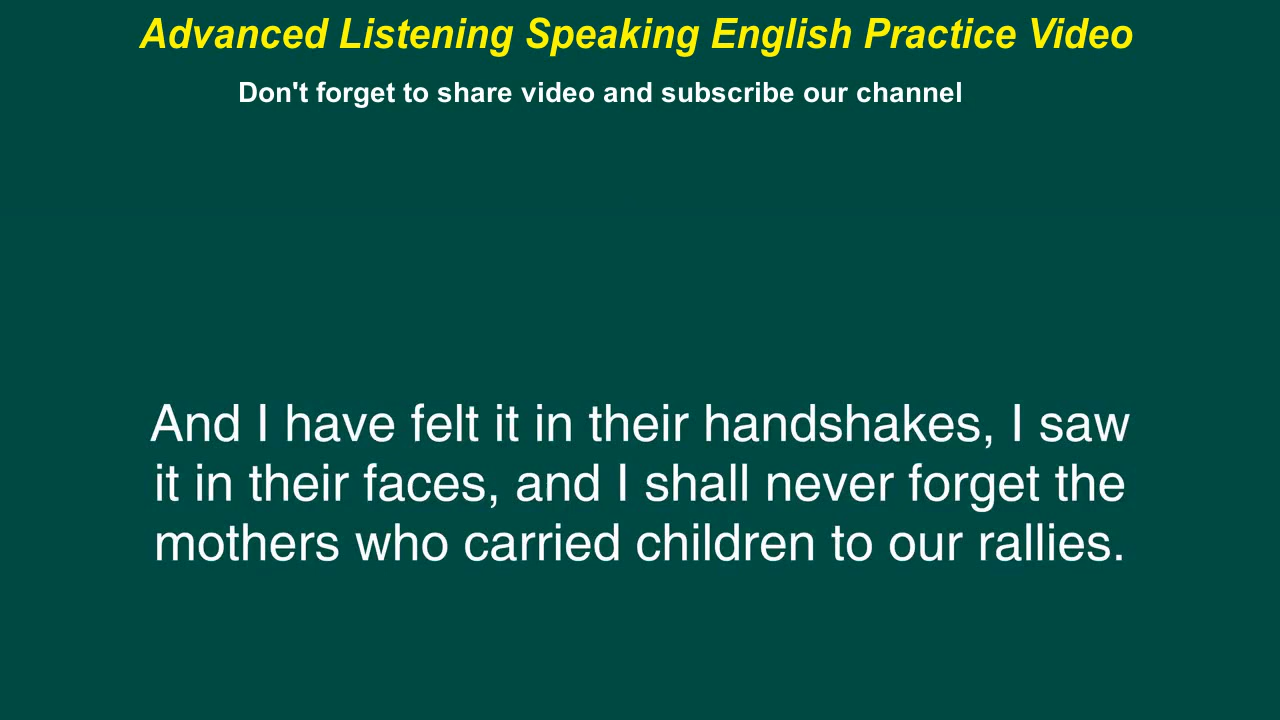 Advanced Listening Speaking English Practice Video
Don't forget to share video and subscribe our channel
And I have felt it in their handshakes, I saw
it in their faces, and I shall never forget the
mothers who carried children to our rallies.